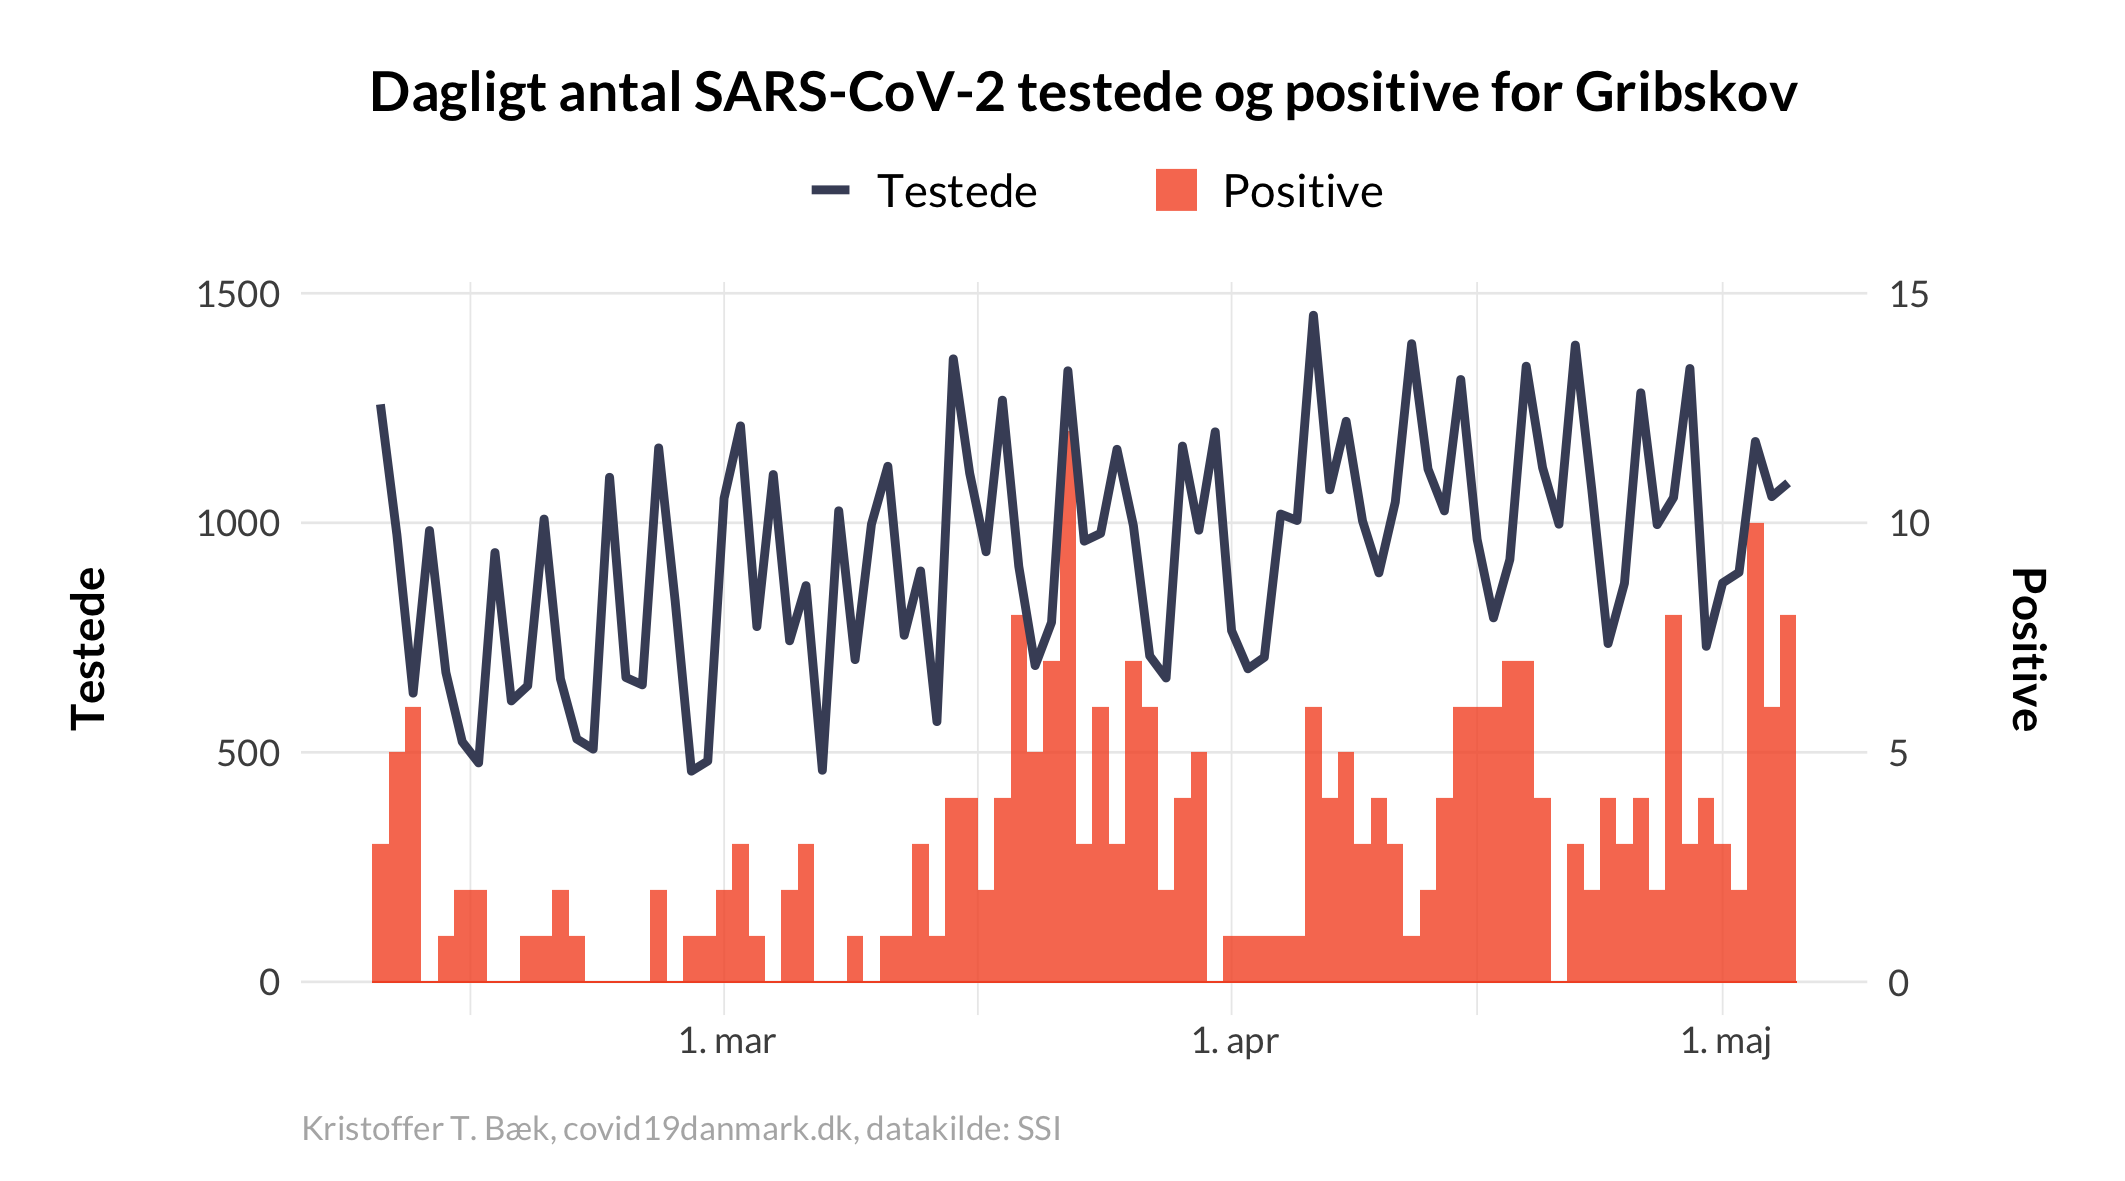 Dagligt antal SARS-CoV-2 testede og positive for Gribskov
Testede
Positive
1500
1000
500
0
15
10
5
0
Testede
Positive
1. mar
1. apr
1. maj
Kristoffer T. Bæk, covid19danmark.dk, datakilde: SSI